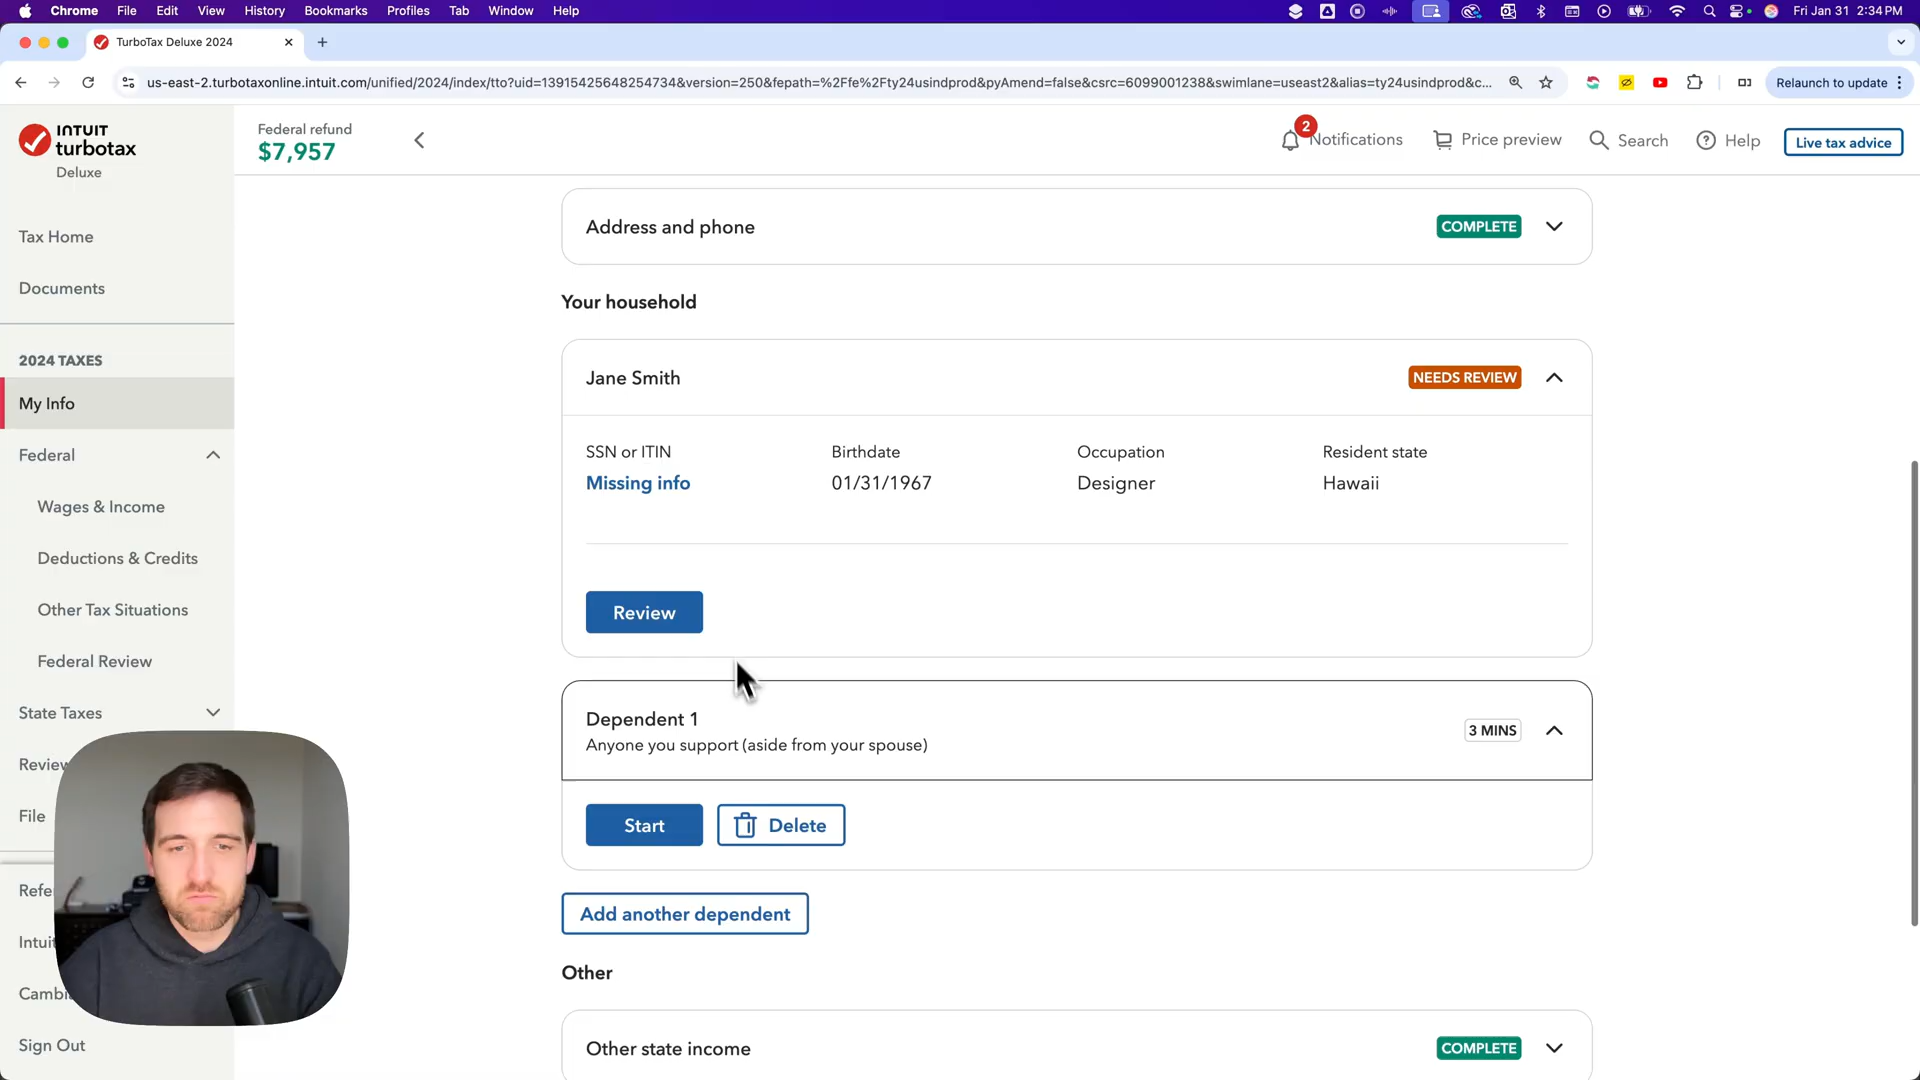 Chrome File Edit View History Bookmarks Profiles Tab Window Help Fri Jan 31 2:34 PM
TurboTax Deluxe 2024
us-east-2.turbotaxonline.intuit.com/unified/2024/index/tto?uid=13915425648254734&version=250&fepath=%2Ffe%2Fty24usindprod&pyAmend=false&csrc=6099001238&swimlane=useast2&alias=ty24usindprod&c...
Relaunch to update
INTUIT
turbotax
Deluxe
Federal refund
$7,957
2
Notifications
Price preview
Search
Help
Live tax advice
Tax Home
Documents
2024 TAXES
My Info
Federal
Wages & Income
Deductions & Credits
Other Tax Situations
Federal Review
State Taxes
Review
File
Refe
Intuit
Cambi
Sign Out
Address and phone
COMPLETE
Your household
Jane Smith
NEEDS REVIEW
SSN or ITIN Birthdate Occupation Resident state
Missing info 01/31/1967 Designer Hawaii
Review
Dependent 1
Anyone you support (aside from your spouse)
3 MINS
Start
Delete
Add another dependent
Other
Other state income
COMPLETE